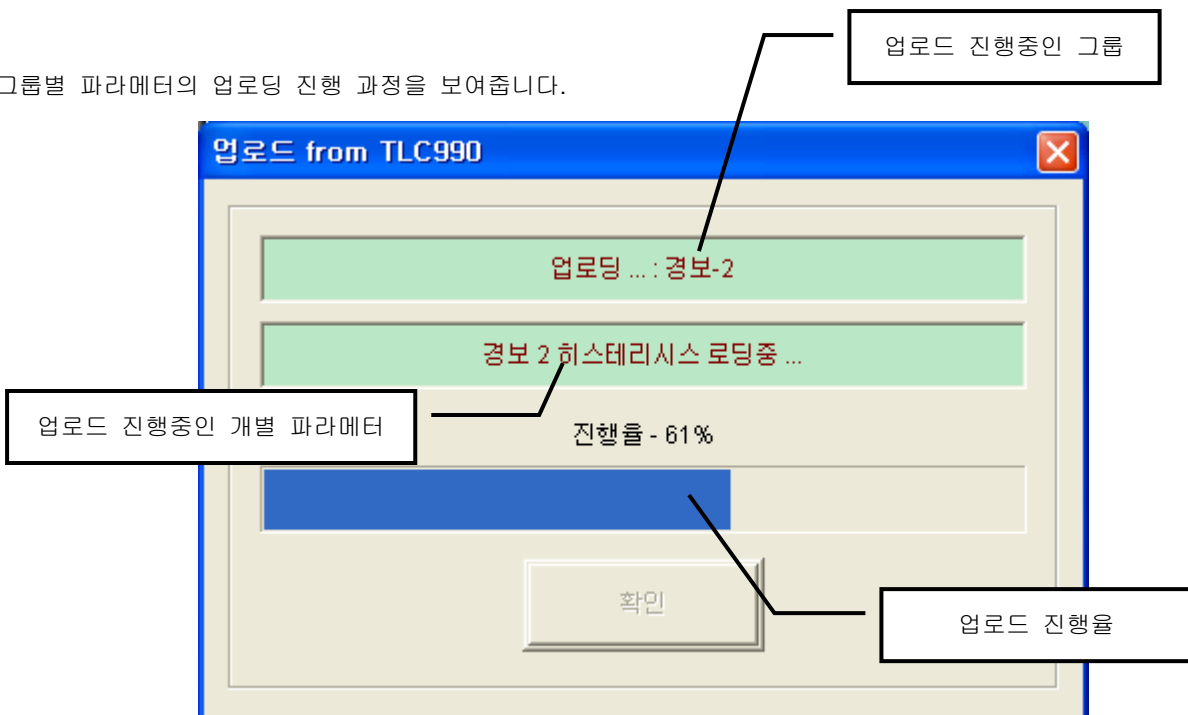 업로드 진행중인 그룹
그룹별 파라메터의 업로딩 진행 과정을 보여줍니다.
업로드 from TLC990
업로딩 ... : 경보-2
경보 2 히스테리시스 로딩중 ...
업로드 진행중인 개별 파라메터
진행율 - 61%
확인
업로드 진행율